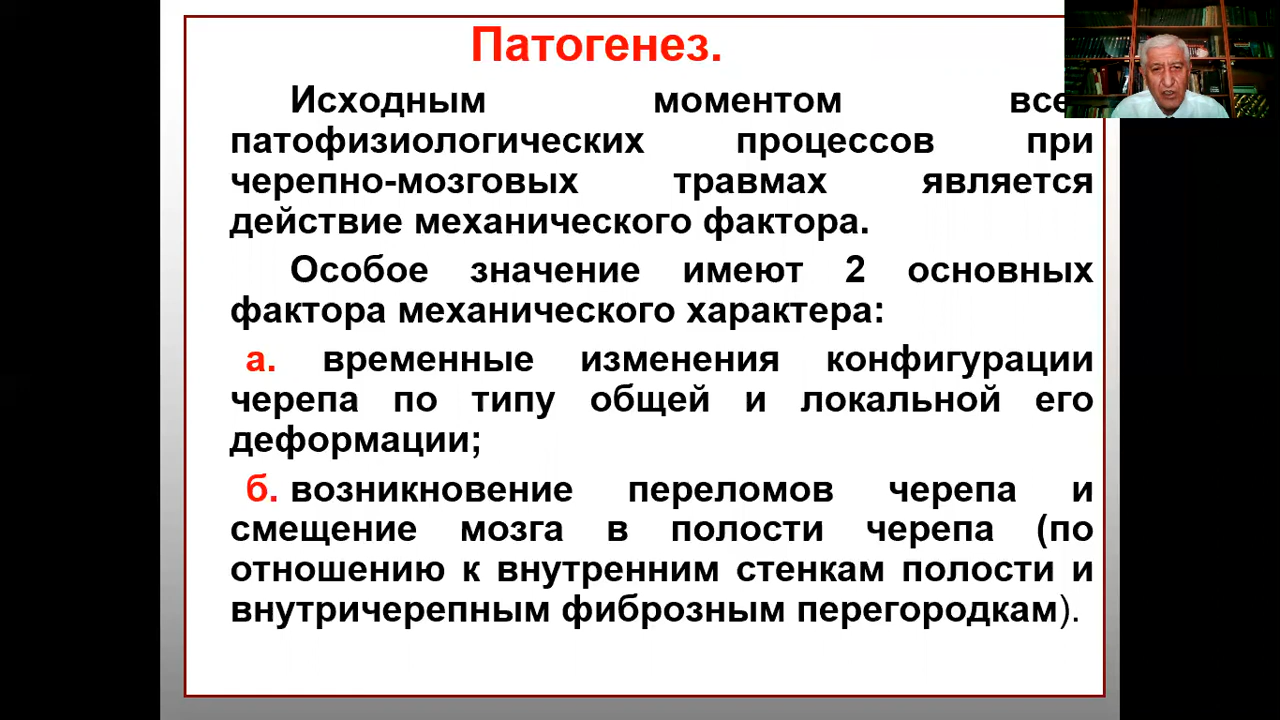 Патогенез.
Исходным моментом все
патофизиологических процессов при
черепно-мозговых травмах является
действие механического фактора.
Особое значение имеют 2 основных
фактора механического характера:
а. временные изменения конфигурации
черепа по типу общей и локальной его
деформации;
б. возникновение переломов черепа и
смещение мозга в полости черепа (по
отношению к внутренним стенкам полости и
внутричерепным фиброзным перегородкам).